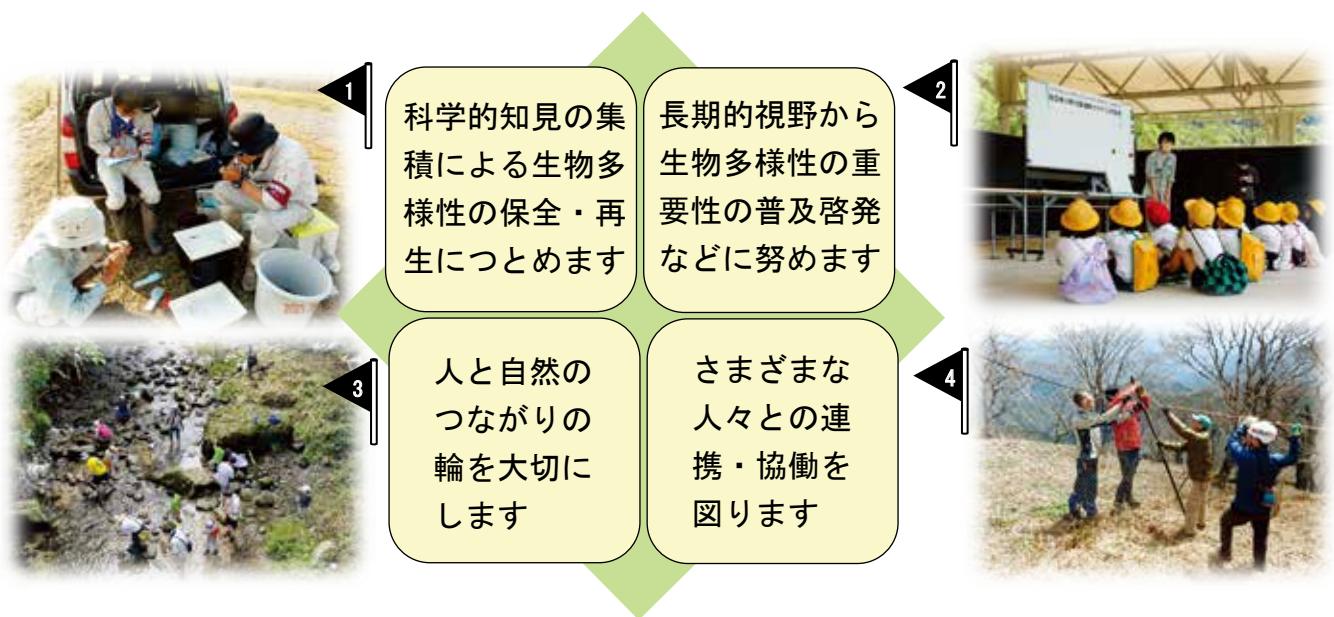 1
科学的知見の集
積による生物多
様性の保全・再
生につとめます
2
長期的視野から
生物多様性の重
要性の普及啓発
などに努めます
3
人と自然の
つながりの
輪を大切に
します
4
さまざまな
人々との連
携・協働を
図ります